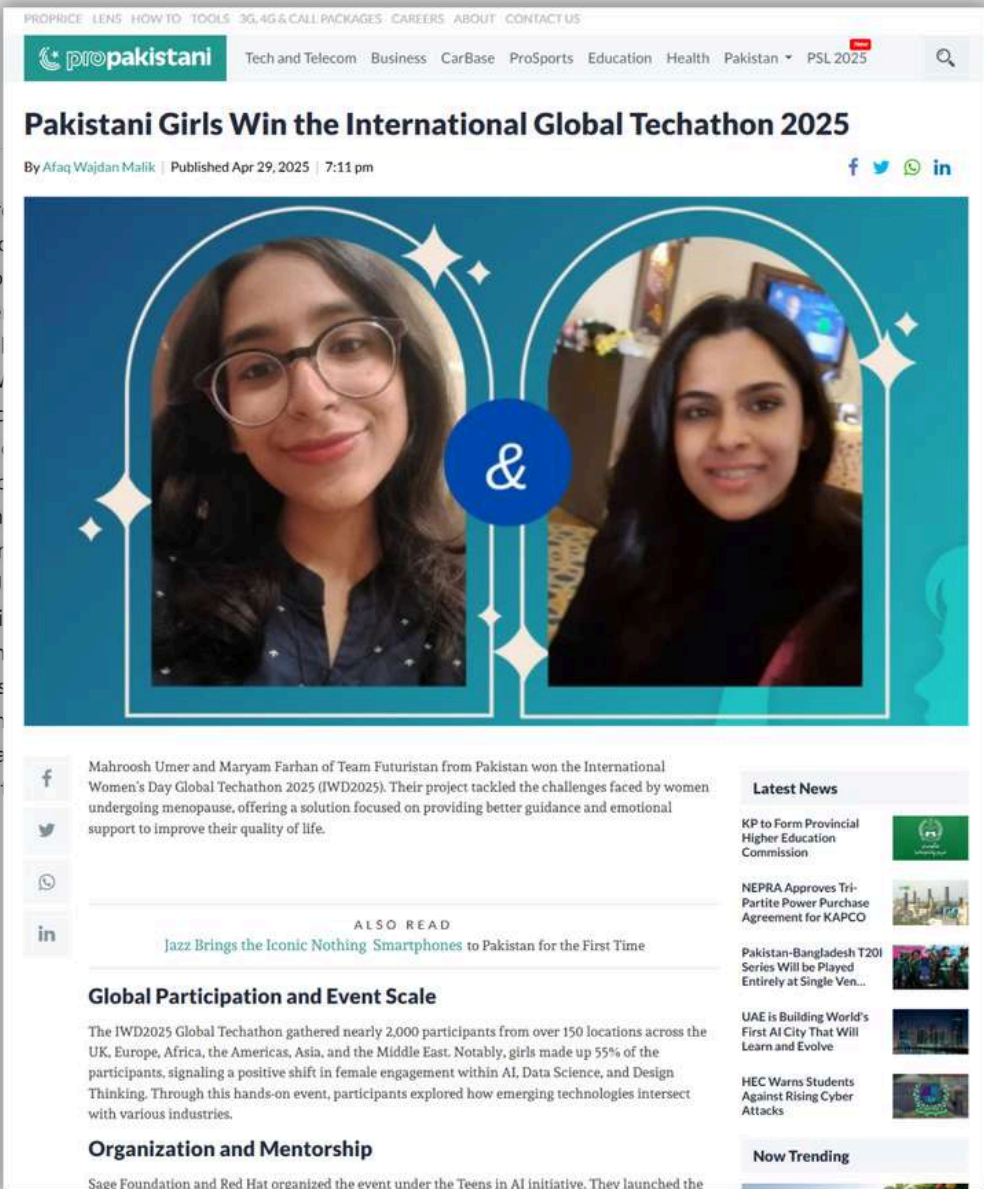 PROPRICE LENS HOW TO TOOLS 3G, 4G & CALL PACKAGES CAREERS ABOUT CONTACT US
propakistani
Tech and Telecom Business CarBase ProSports Education Health Pakistan PSL 2025
New
Pakistani Girls Win the International Global Techathon 2025
By Afaq Wajdan Malik | Published Apr 29, 2025 | 7:11 pm
&
Mahroosh Umer and Maryam Farhan of Team Futuristan from Pakistan won the International
Women's Day Global Techathon 2025 (IWD2025). Their project tackled the challenges faced by women
undergoing menopause, offering a solution focused on providing better guidance and emotional
support to improve their quality of life.
ALSO READ
Jazz Brings the Iconic Nothing Smartphones to Pakistan for the First Time
Global Participation and Event Scale
The IWD2025 Global Techathon gathered nearly 2,000 participants from over 150 locations across the
UK, Europe, Africa, the Americas, Asia, and the Middle East. Notably, girls made up 55% of the
participants, signaling a positive shift in female engagement within AI, Data Science, and Design
Thinking. Through this hands-on event, participants explored how emerging technologies intersect
with various industries.
Organization and Mentorship
Sage Foundation and Red Hat organized the event under the Teens in AI initiative. They launched the
Latest News
KP to Form Provincial
Higher Education
Commission
NEPRA Approves Tri-
Partite Power Purchase
Agreement for KAPCO
Pakistan-Bangladesh T20I
Series Will be Played
Entirely at Single Ven...
UAE is Building World's
First AI City That Will
Learn and Evolve
HEC Warns Students
Against Rising Cyber
Attacks
Now Trending